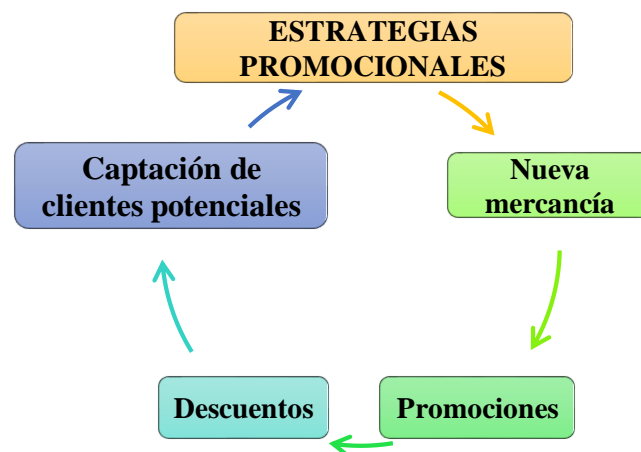 ESTRATEGIAS
PROMOCIONALES
Nueva
mercancía
Promociones
Descuentos
Captación de
clientes potenciales